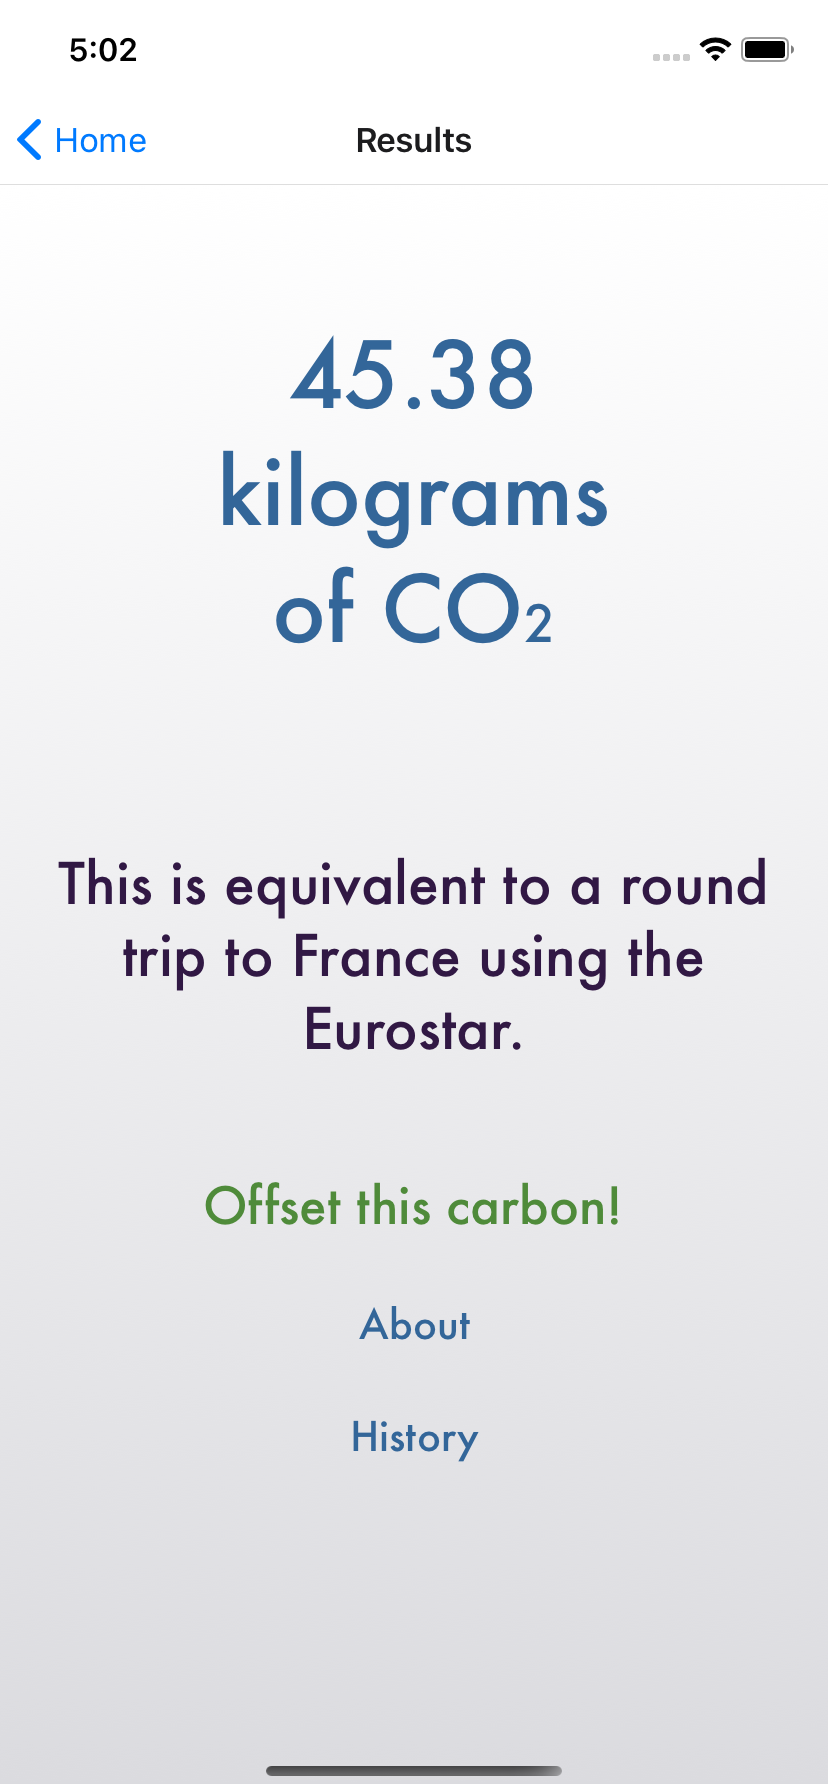 5:02
Home
Results
45.38
kilograms
of CO₂
This is equivalent to a round
trip to France using the
Eurostar.
Offset this carbon!
About
History